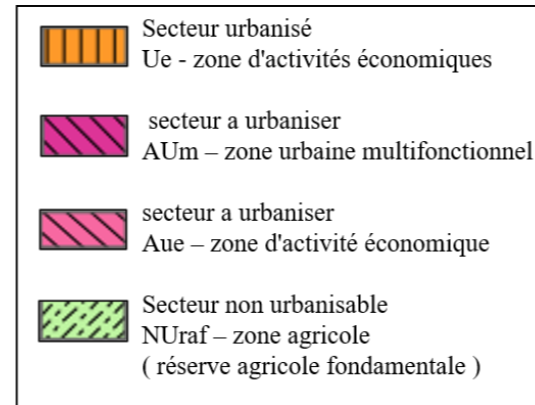 Secteur urbanisé
Ue - zone d'activités économiques
secteur a urbaniser
AUm – zone urbaine multifonctionnel
secteur a urbaniser
Aue – zone d'activité économique
Secteur non urbanisable
NUraf – zone agricole
( réserve agricole fondamentale )